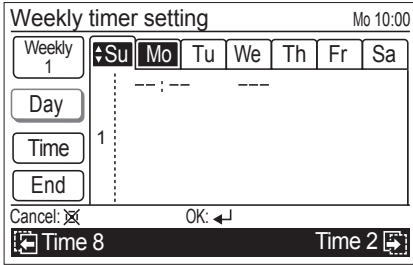 Weekly timer setting Mo 10:00
Weekly 1 Su Mo Tu We Th Fr Sa
--:-- ---
Day
Time 1
End
Cancel: OK:
Time 8 Time 2